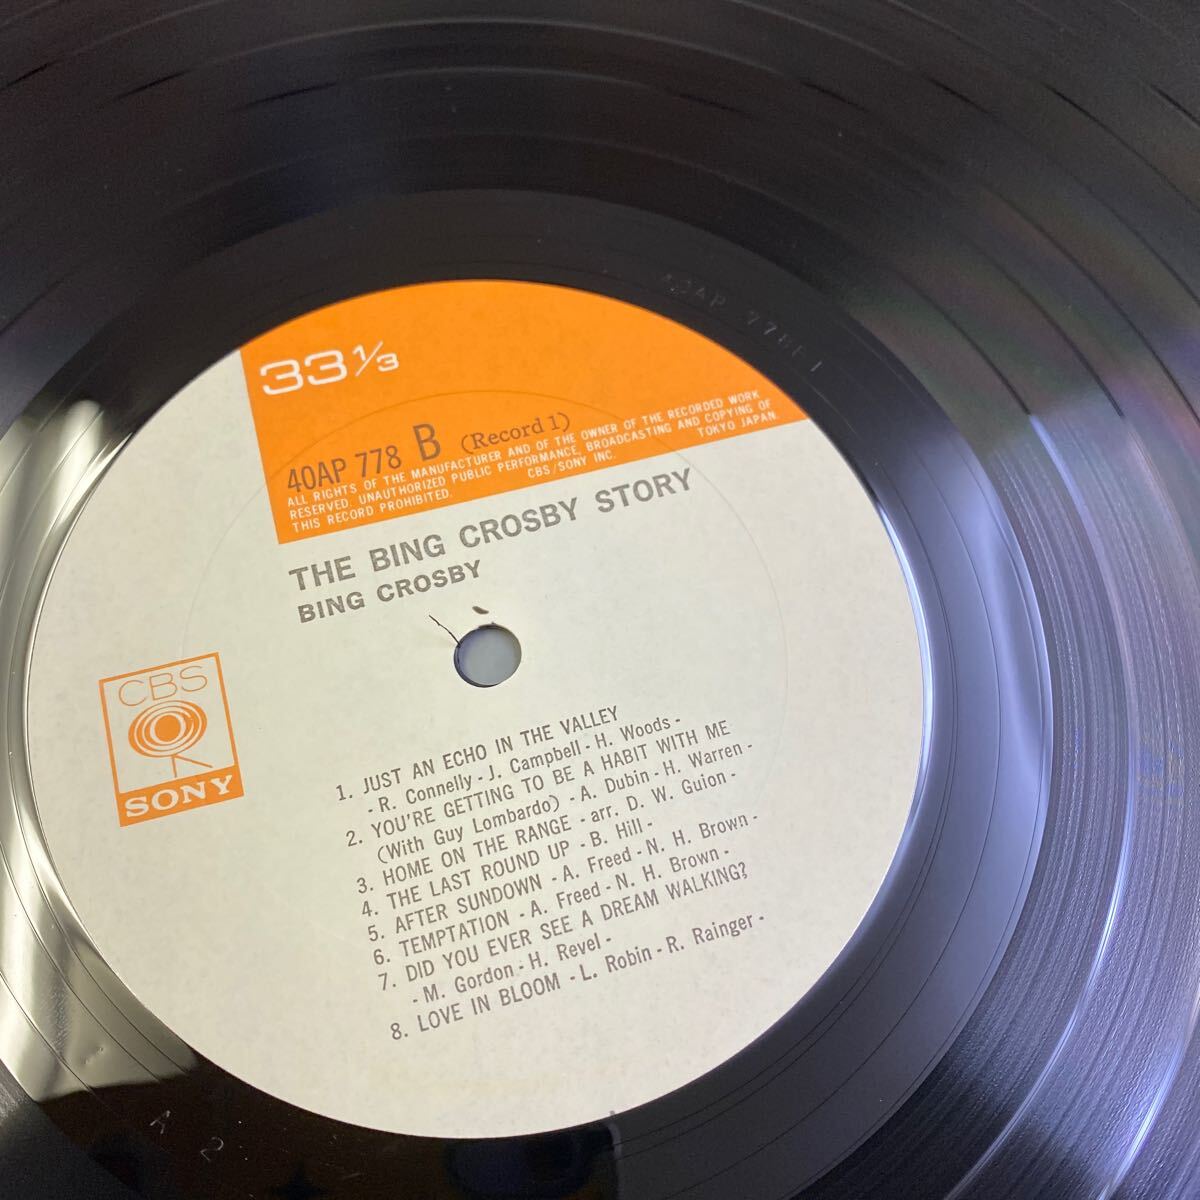 33 1/3
40AP 778 B (Record 1)
ALL RIGHTS OF THE MANUFACTURER AND OF THE OWNER OF THE RECORDED WORK
RESERVED. UNAUTHORIZED PUBLIC PERFORMANCE, BROADCASTING AND COPYING OF
THIS RECORD PROHIBITED. CBS/SONY INC. TOKYO JAPAN.
THE BING CROSBY STORY
BING CROSBY
CBS
SONY
1. JUST AN ECHO IN THE VALLEY
- R. Connelly - J. Campbell - H. Woods -
2. YOU'RE GETTING TO BE A HABIT WITH ME
(With Guy Lombardo) - A. Dubin - H. Warren -
3. HOME ON THE RANGE - arr. D. W. Guion -
4. THE LAST ROUND UP - B. Hill -
5. AFTER SUNDOWN - A. Freed - N. H. Brown -
6. TEMPTATION - A. Freed - N. H. Brown -
7. DID YOU EVER SEE A DREAM WALKING?
- M. Gordon - H. Revel -
8. LOVE IN BLOOM - L. Robin - R. Rainger -
A 2